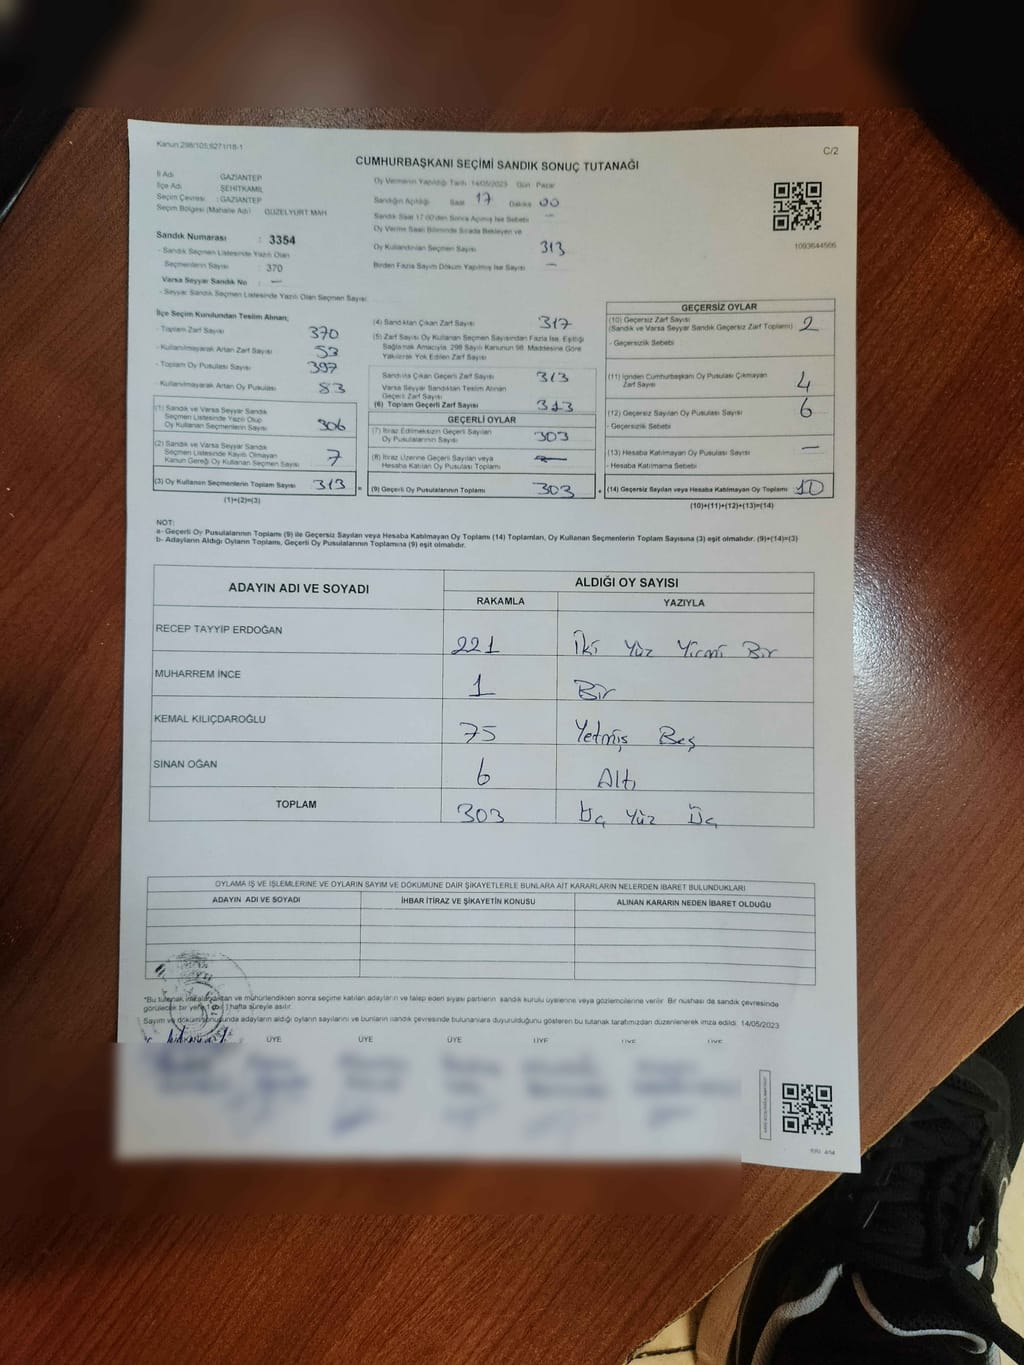 Kanun 298/105,6271/18-1
C/2
CUMHURBAŞKANI SEÇİMİ SANDIK SONUÇ TUTANAĞI
İl Adı GAZİANTEP
İlçe Adı ŞEHİTKAMİL
Seçim Çevresi : GAZİANTEP
Seçim Bölgesi (Mahalle Adı) GÜZELYURT MAH
Sandık Numarası : 3354
- Sandık Seçmen Listesinde Yazılı Olan
Seçmenlerin Sayısı : 370
Varsa Seyyar Sandık No : —
- Seyyar Sandık Seçmen Listesinde Yazılı Olan Seçmen Sayısı
Oy Vermenin Yapıldığı Tarih 14/05/2023 Gün : Pazar
Sandığın Açıldığı Saat 17 Dakika 00
Sandık Saat 17:00'den Sonra Açılmış İse Sebebi —
Oy Verme Saati Bitiminde Sırada Bekleyen ve
Oy Kullandırılan Seçmen Sayısı 313
Birden Fazla Sayım Döküm Yapılmış İse Sayısı —
1093644566
İlçe Seçim Kurulundan Teslim Alınan;
- Toplam Zarf Sayısı 370
- Kullanılmayarak Artan Zarf Sayısı 53
- Toplam Oy Pusulası Sayısı 397
- Kullanılmayarak Artan Oy Pusulası 83
(1) Sandık ve Varsa Seyyar Sandık
Seçmen Listesinde Yazılı Olup
Oy Kullanan Seçmenlerin Sayısı 306
(2) Sandık ve Varsa Seyyar Sandık
Seçmen Listesinde Kayıtlı Olmayan
Kanun Gereği Oy Kullanan Seçmen Sayısı 7
(3) Oy Kullanan Seçmenlerin Toplam Sayısı 313 =
(1)+(2)=(3)
(4) Sandıktan Çıkan Zarf Sayısı 317
(5) Zarf Sayısı Oy Kullanan Seçmen Sayısından Fazla İse, Eşitliği
Sağlamak Amacıyla, 298 Sayılı Kanunun 98. Maddesine Göre
Yakılarak Yok Edilen Zarf Sayısı
Sandıkta Çıkan Geçerli Zarf Sayısı 313
Varsa Seyyar Sandıktan Teslim Alınan
Geçerli Zarf Sayısı
(6) Toplam Geçerli Zarf Sayısı 313
GEÇERLİ OYLAR
(7) İtiraz Edilmeksizin Geçerli Sayılan
Oy Pusulalarının Sayısı 303
(8) İtiraz Üzerine Geçerli Sayılan veya
Hesaba Katılan Oy Pusulası Toplamı
(9) Geçerli Oy Pusulalarının Toplamı 303 +
GEÇERSİZ OYLAR
(10) Geçersiz Zarf Sayısı
(Sandık ve Varsa Seyyar Sandık Geçersiz Zarf Toplamı) 2
- Geçersizlik Sebebi
(11) İçinden Cumhurbaşkanı Oy Pusulası Çıkmayan
Zarf Sayısı 4
(12) Geçersiz Sayılan Oy Pusulası Sayısı 6
- Geçersizlik Sebebi
(13) Hesaba Katılmayan Oy Pusulası Sayısı —
- Hesaba Katılmama Sebebi
(14) Geçersiz Sayılan veya Hesaba Katılmayan Oy Toplamı 10
(10)+(11)+(12)+(13)=(14)
NOT:
a- Geçerli Oy Pusulalarının Toplamı (9) ile Geçersiz Sayılan veya Hesaba Katılmayan Oy Toplamı (14) Toplamları, Oy Kullanan Seçmenlerin Toplam Sayısına (3) eşit olmalıdır. (9)+(14)=(3)
b- Adayların Aldığı Oyların Toplamı, Geçerli Oy Pusulalarının Toplamına (9) eşit olmalıdır.
ADAYIN ADI VE SOYADI ALDIĞI OY SAYISI
RAKAMLA YAZIYLA
RECEP TAYYİP ERDOĞAN 221 İki Yüz Yirmi Bir
MUHARREM İNCE 1 Bir
KEMAL KILIÇDAROĞLU 75 Yetmiş Beş
SİNAN OĞAN 6 Altı
TOPLAM 303 Üç Yüz Üç
OYLAMA İŞ VE İŞLEMLERİNE VE OYLARIN SAYIM VE DÖKÜMÜNE DAİR ŞİKAYETLERLE BUNLARA AİT KARARLARIN NELERDEN İBARET BULUNDUKLARI
ADAYIN ADI VE SOYADI İHBAR İTİRAZ VE ŞİKAYETİN KONUSU ALINAN KARARIN NEDEN İBARET OLDUĞU
*Bu tutanak imzalandıktan ve mühürlendikten sonra seçime katılan adayların ve talep eden siyasi partilerin sandık kurulu üyelerine veya gözlemcilerine verilir. Bir nüshası da sandık çevresinde
görülecek bir yere 1 hafta süreyle asılır.
Sayım ve döküm sonucunda adayların aldığı oyların sayılarını ve bunların sandık çevresinde bulunanlara duyurulduğunu gösteren bu tutanak tarafımızdan düzenlenerek imza edildi. 14/05/2023
ÜYE ÜYE ÜYE ÜYE ÜYE ÜYE